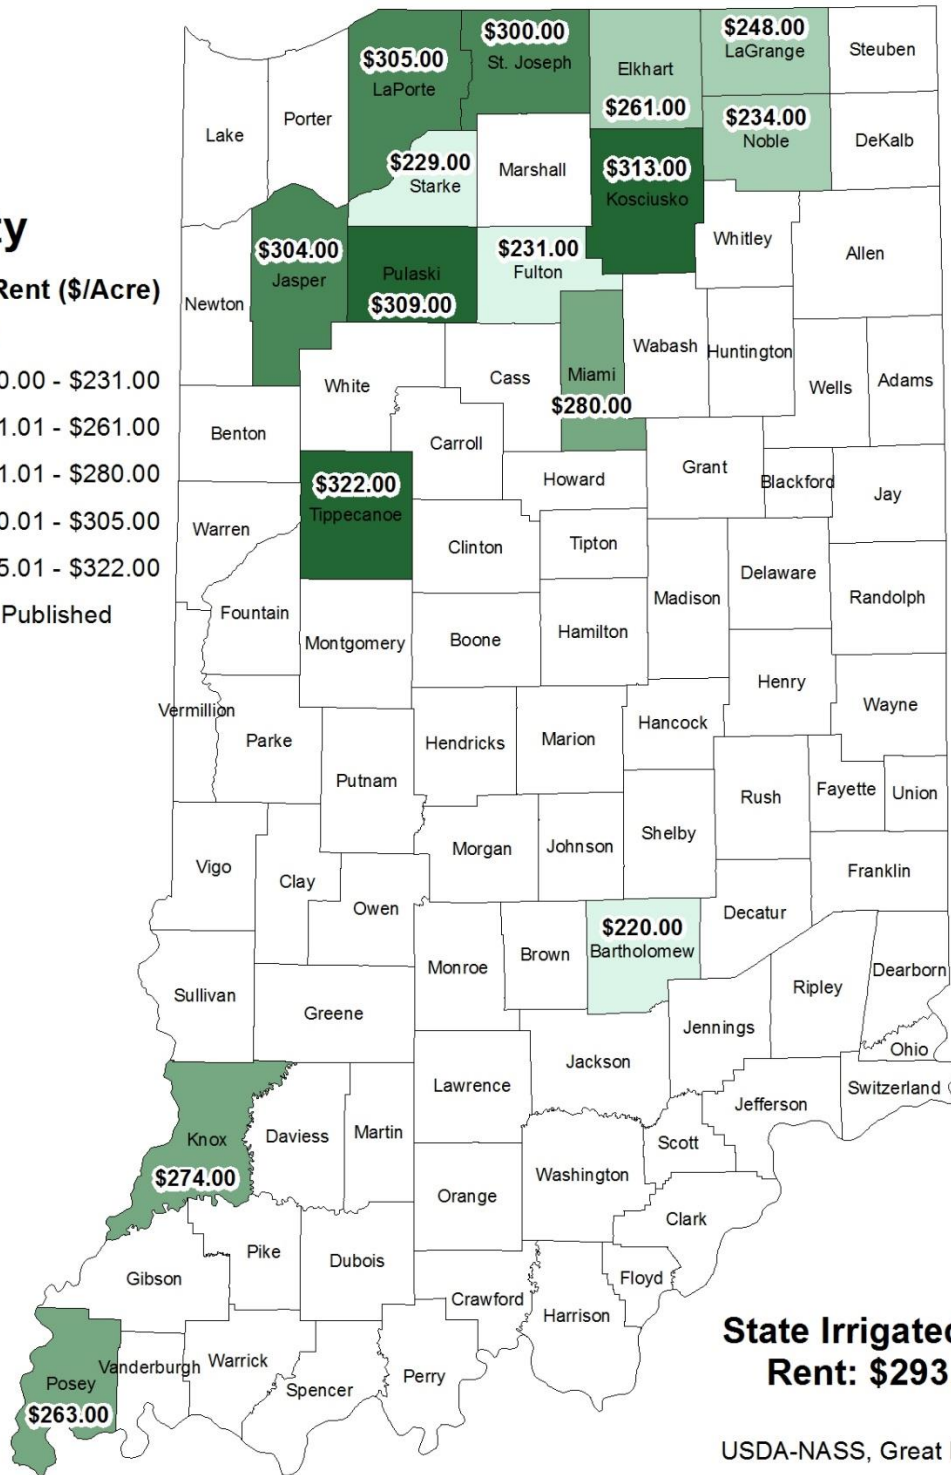 $305.00
LaPorte
$300.00
St. Joseph
Elkhart
$261.00
$248.00
LaGrange
Steuben
Lake
Porter
$229.00
Starke
Marshall
$313.00
Kosciusko
$234.00
Noble
DeKalb
ty
Rent ($/Acre)
0.00 - $231.00
1.01 - $261.00
1.01 - $280.00
0.01 - $305.00
5.01 - $322.00
Published
Newton
$304.00
Jasper
Pulaski
$309.00
$231.00
Fulton
Whitley
Allen
White
Cass
Miami
$280.00
Wabash
Huntington
Wells
Adams
Benton
Carroll
Howard
Grant
Blackford
Jay
Warren
$322.00
Tippecanoe
Clinton
Tipton
Madison
Delaware
Randolph
Fountain
Montgomery
Boone
Hamilton
Henry
Wayne
Vermillion
Parke
Putnam
Hendricks
Marion
Hancock
Rush
Fayette
Union
Vigo
Clay
Owen
Morgan
Johnson
Shelby
Franklin
Decatur
Sullivan
Greene
Monroe
Brown
$220.00
Bartholomew
Jennings
Ripley
Dearborn
Ohio
Knox
$274.00
Daviess
Martin
Lawrence
Jackson
Jefferson
Switzerland
Scott
Orange
Washington
Clark
Gibson
Pike
Dubois
Crawford
Harrison
Floyd
Posey
$263.00
Vanderburgh
Warrick
Spencer
Perry
State Irrigated
Rent: $293
USDA-NASS, Great